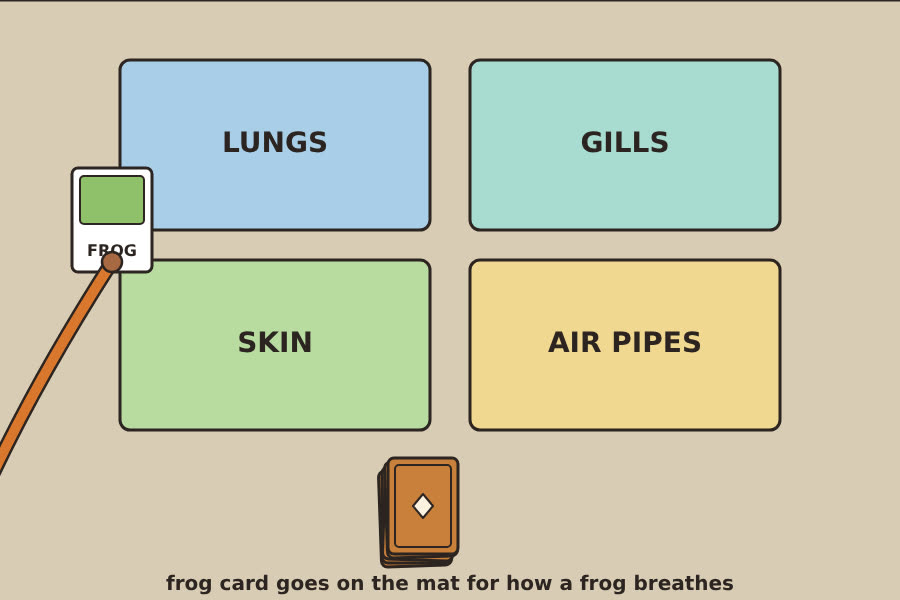 LUNGS
GILLS
FROG
SKIN
AIR PIPES
frog card goes on the mat for how a frog breathes